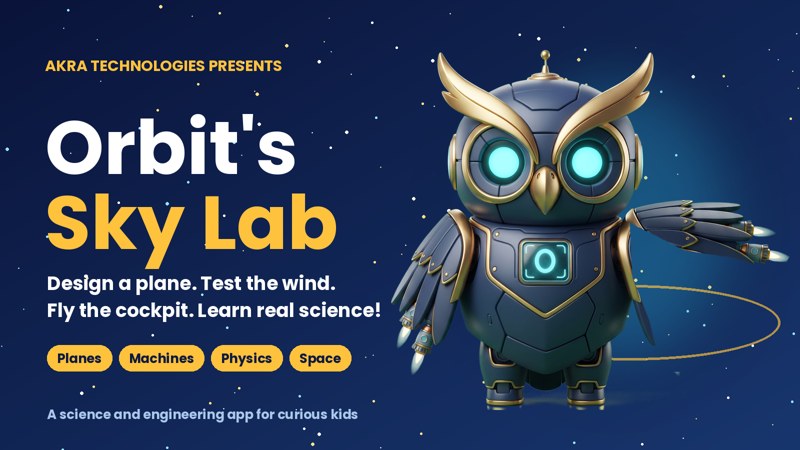 AKRA TECHNOLOGIES PRESENTS
Orbit's
Sky Lab
Design a plane. Test the wind.
Fly the cockpit. Learn real science!
Planes Machines Physics Space
A science and engineering app for curious kids
O